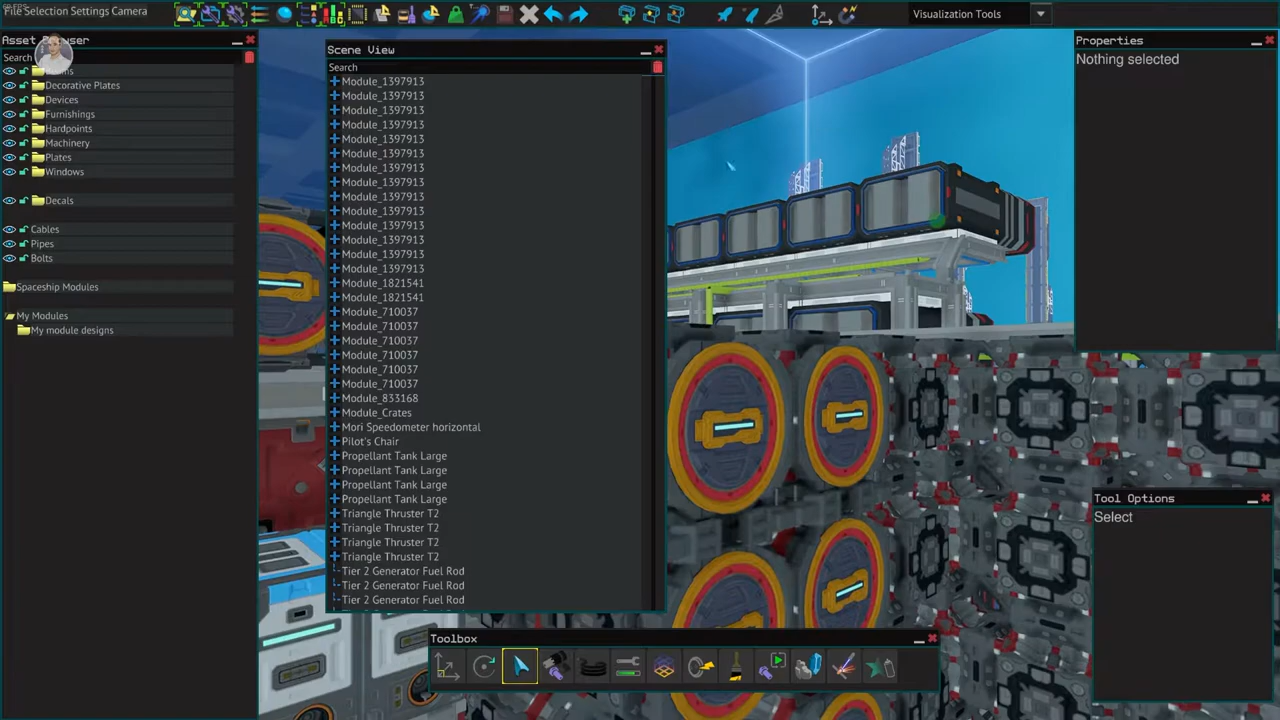 File Selection Settings Camera
Visualization Tools
Asset Browser
Search
Decorative Plates
Devices
Furnishings
Hardpoints
Machinery
Plates
Windows
Decals
Cables
Pipes
Bolts
Spaceship Modules
My Modules
My module designs
Scene View
Search
Module_1397913
Module_1397913
Module_1397913
Module_1397913
Module_1397913
Module_1397913
Module_1397913
Module_1397913
Module_1397913
Module_1397913
Module_1397913
Module_1397913
Module_1397913
Module_1397913
Module_1821541
Module_1821541
Module_710037
Module_710037
Module_710037
Module_710037
Module_710037
Module_710037
Module_833168
Module_Crates
Mori Speedometer horizontal
Pilot's Chair
Propellant Tank Large
Propellant Tank Large
Propellant Tank Large
Propellant Tank Large
Triangle Thruster T2
Triangle Thruster T2
Triangle Thruster T2
Triangle Thruster T2
Tier 2 Generator Fuel Rod
Tier 2 Generator Fuel Rod
Tier 2 Generator Fuel Rod
Properties
Nothing selected
Tool Options
Select
Toolbox